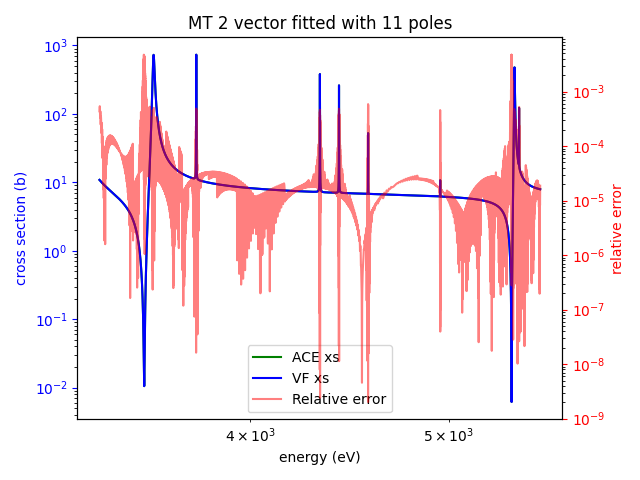 MT 2 vector fitted with 11 poles
cross section (b)
10³
10²
10¹
10⁰
10⁻¹
10⁻²
10⁻³
10⁻⁴
10⁻⁵
10⁻⁶
10⁻⁷
10⁻⁸
10⁻⁹
relative error
ACE xs
VF xs
Relative error
4 × 10³
5 × 10³
energy (eV)